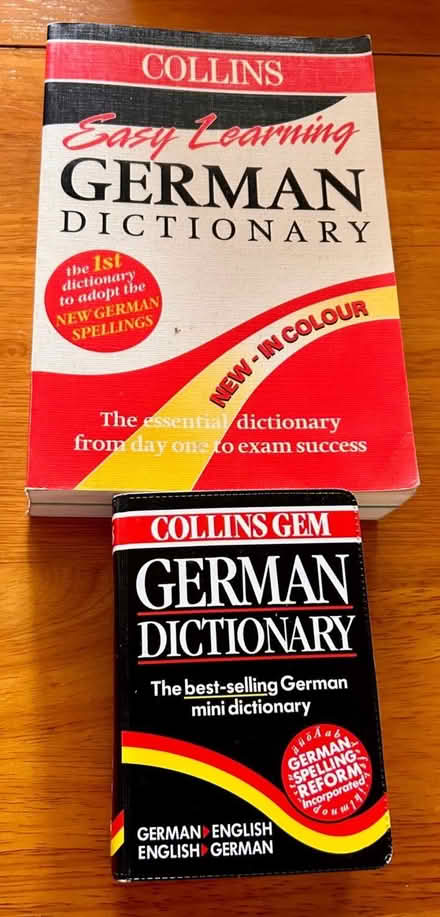 COLLINS
Easy Learning
GERMAN
DICTIONARY
the 1st
dictionary
to adopt the
NEW GERMAN
SPELLINGS
NEW - IN COLOUR
The essential dictionary
from day one to exam success
COLLINS GEM
GERMAN
DICTIONARY
The best-selling German
mini dictionary
GERMAN
SPELLING
REFORM
Incorporated
GERMAN▶ENGLISH
ENGLISH▶GERMAN